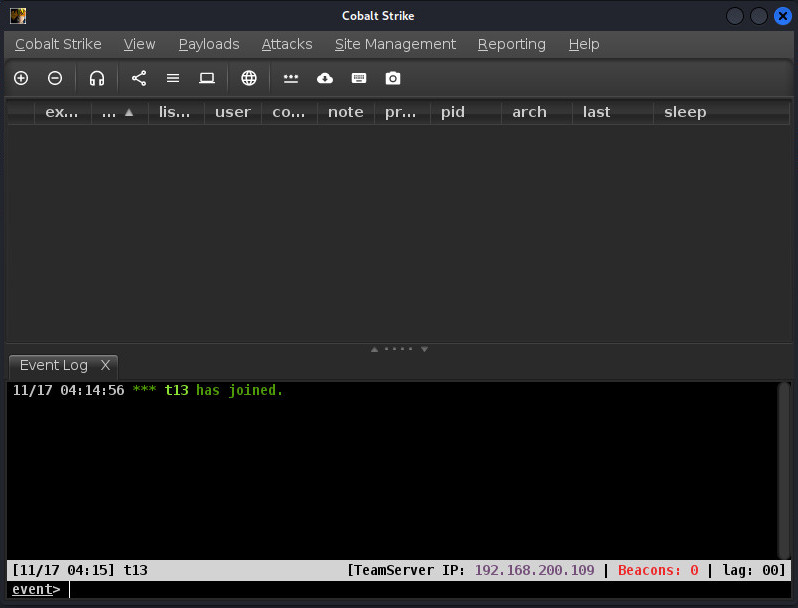 Cobalt Strike
Cobalt Strike View Payloads Attacks Site Management Reporting Help
ex... ... ▲ lis... user co... note pr... pid arch last sleep
Event Log X
11/17 04:14:56 *** t13 has joined.
[11/17 04:15] t13 [TeamServer IP: 192.168.200.109 | Beacons: 0 | lag: 00]
event>